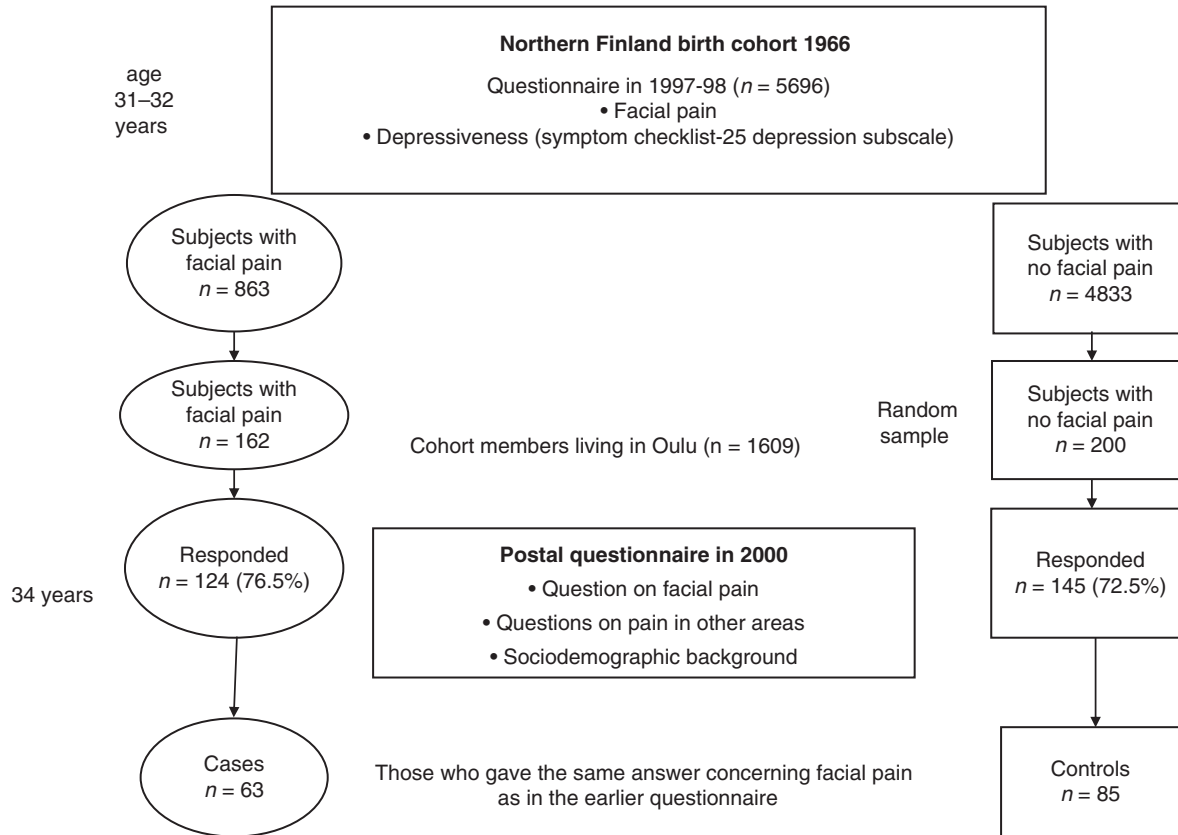 Northern Finland birth cohort 1966
Questionnaire in 1997-98 (n = 5696)
• Facial pain
• Depressiveness (symptom checklist-25 depression subscale)
age
31–32
years
Subjects with
facial pain
n = 863
Subjects with
no facial pain
n = 4833
Subjects with
facial pain
n = 162
Cohort members living in Oulu (n = 1609)
Random
sample
Subjects with
no facial pain
n = 200
34 years
Responded
n = 124 (76.5%)
Postal questionnaire in 2000
• Question on facial pain
• Questions on pain in other areas
• Sociodemographic background
Responded
n = 145 (72.5%)
Cases
n = 63
Those who gave the same answer concerning facial pain
as in the earlier questionnaire
Controls
n = 85